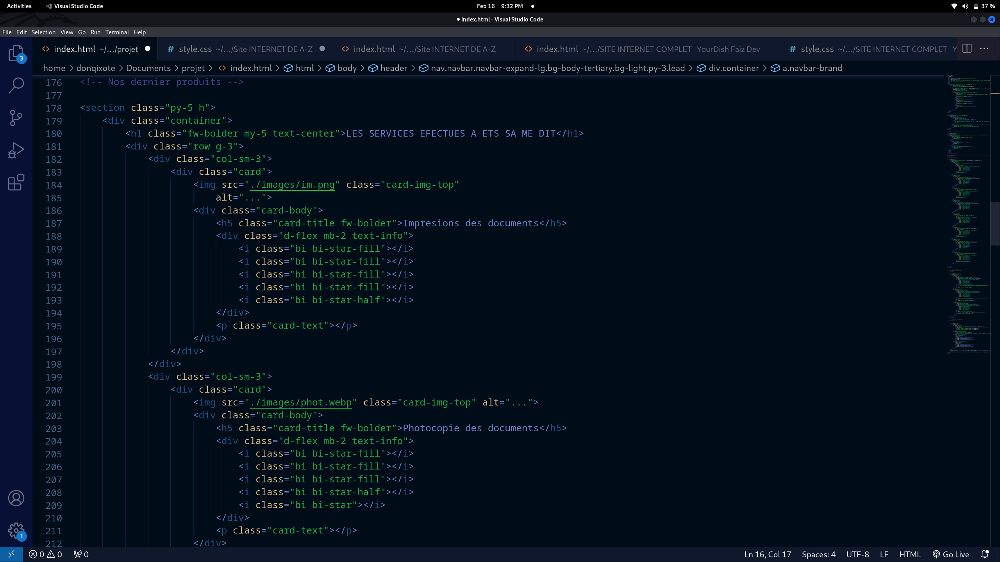 Activities Visual Studio Code Feb 16 9:32 PM 37 %
index.html - Visual Studio Code
File Edit Selection View Go Run Terminal Help
3
index.html ~/.../projet
# style.css ~/.../Site INTERNET DE A-Z
index.html ~/.../Site INTERNET DE A-Z
index.html ~/.../SITE INTERNET COMPLET YourDish Faiz Dev
# style.css ~/.../SITE INTERNET COMPLET Y
home > donqixote > Documents > projet > index.html > html > body > header > nav.navbar.navbar-expand-lg.bg-body-tertiary.bg-light.py-3.lead > div.container > a.navbar-brand
176 <!-- Nos dernier produits -->
177
178 <section class="py-5 h">
179 <div class="container">
180 <h1 class="fw-bolder my-5 text-center">LES SERVICES EFECTUES A ETS SA ME DIT</h1>
181 <div class="row g-3">
182 <div class="col-sm-3">
183 <div class="card">
184 <img src="./images/im.png" class="card-img-top"
185 alt="...">
186 <div class="card-body">
187 <h5 class="card-title fw-bolder">Impresions des documents</h5>
188 <div class="d-flex mb-2 text-info">
189 <i class="bi bi-star-fill"></i>
190 <i class="bi bi-star-fill"></i>
191 <i class="bi bi-star-fill"></i>
192 <i class="bi bi-star-fill"></i>
193 <i class="bi bi-star-half"></i>
194 </div>
195 <p class="card-text"></p>
196 </div>
197 </div>
198 </div>
199 <div class="col-sm-3">
200 <div class="card">
201 <img src="./images/phot.webp" class="card-img-top" alt="...">
202 <div class="card-body">
203 <h5 class="card-title fw-bolder">Photocopie des documents</h5>
204 <div class="d-flex mb-2 text-info">
205 <i class="bi bi-star-fill"></i>
206 <i class="bi bi-star-fill"></i>
207 <i class="bi bi-star-fill"></i>
208 <i class="bi bi-star-half"></i>
209 <i class="bi bi-star"></i>
210 </div>
211 <p class="card-text"></p>
212 </div>
1
0 0 0 Ln 16, Col 17 Spaces: 4 UTF-8 LF HTML Go Live